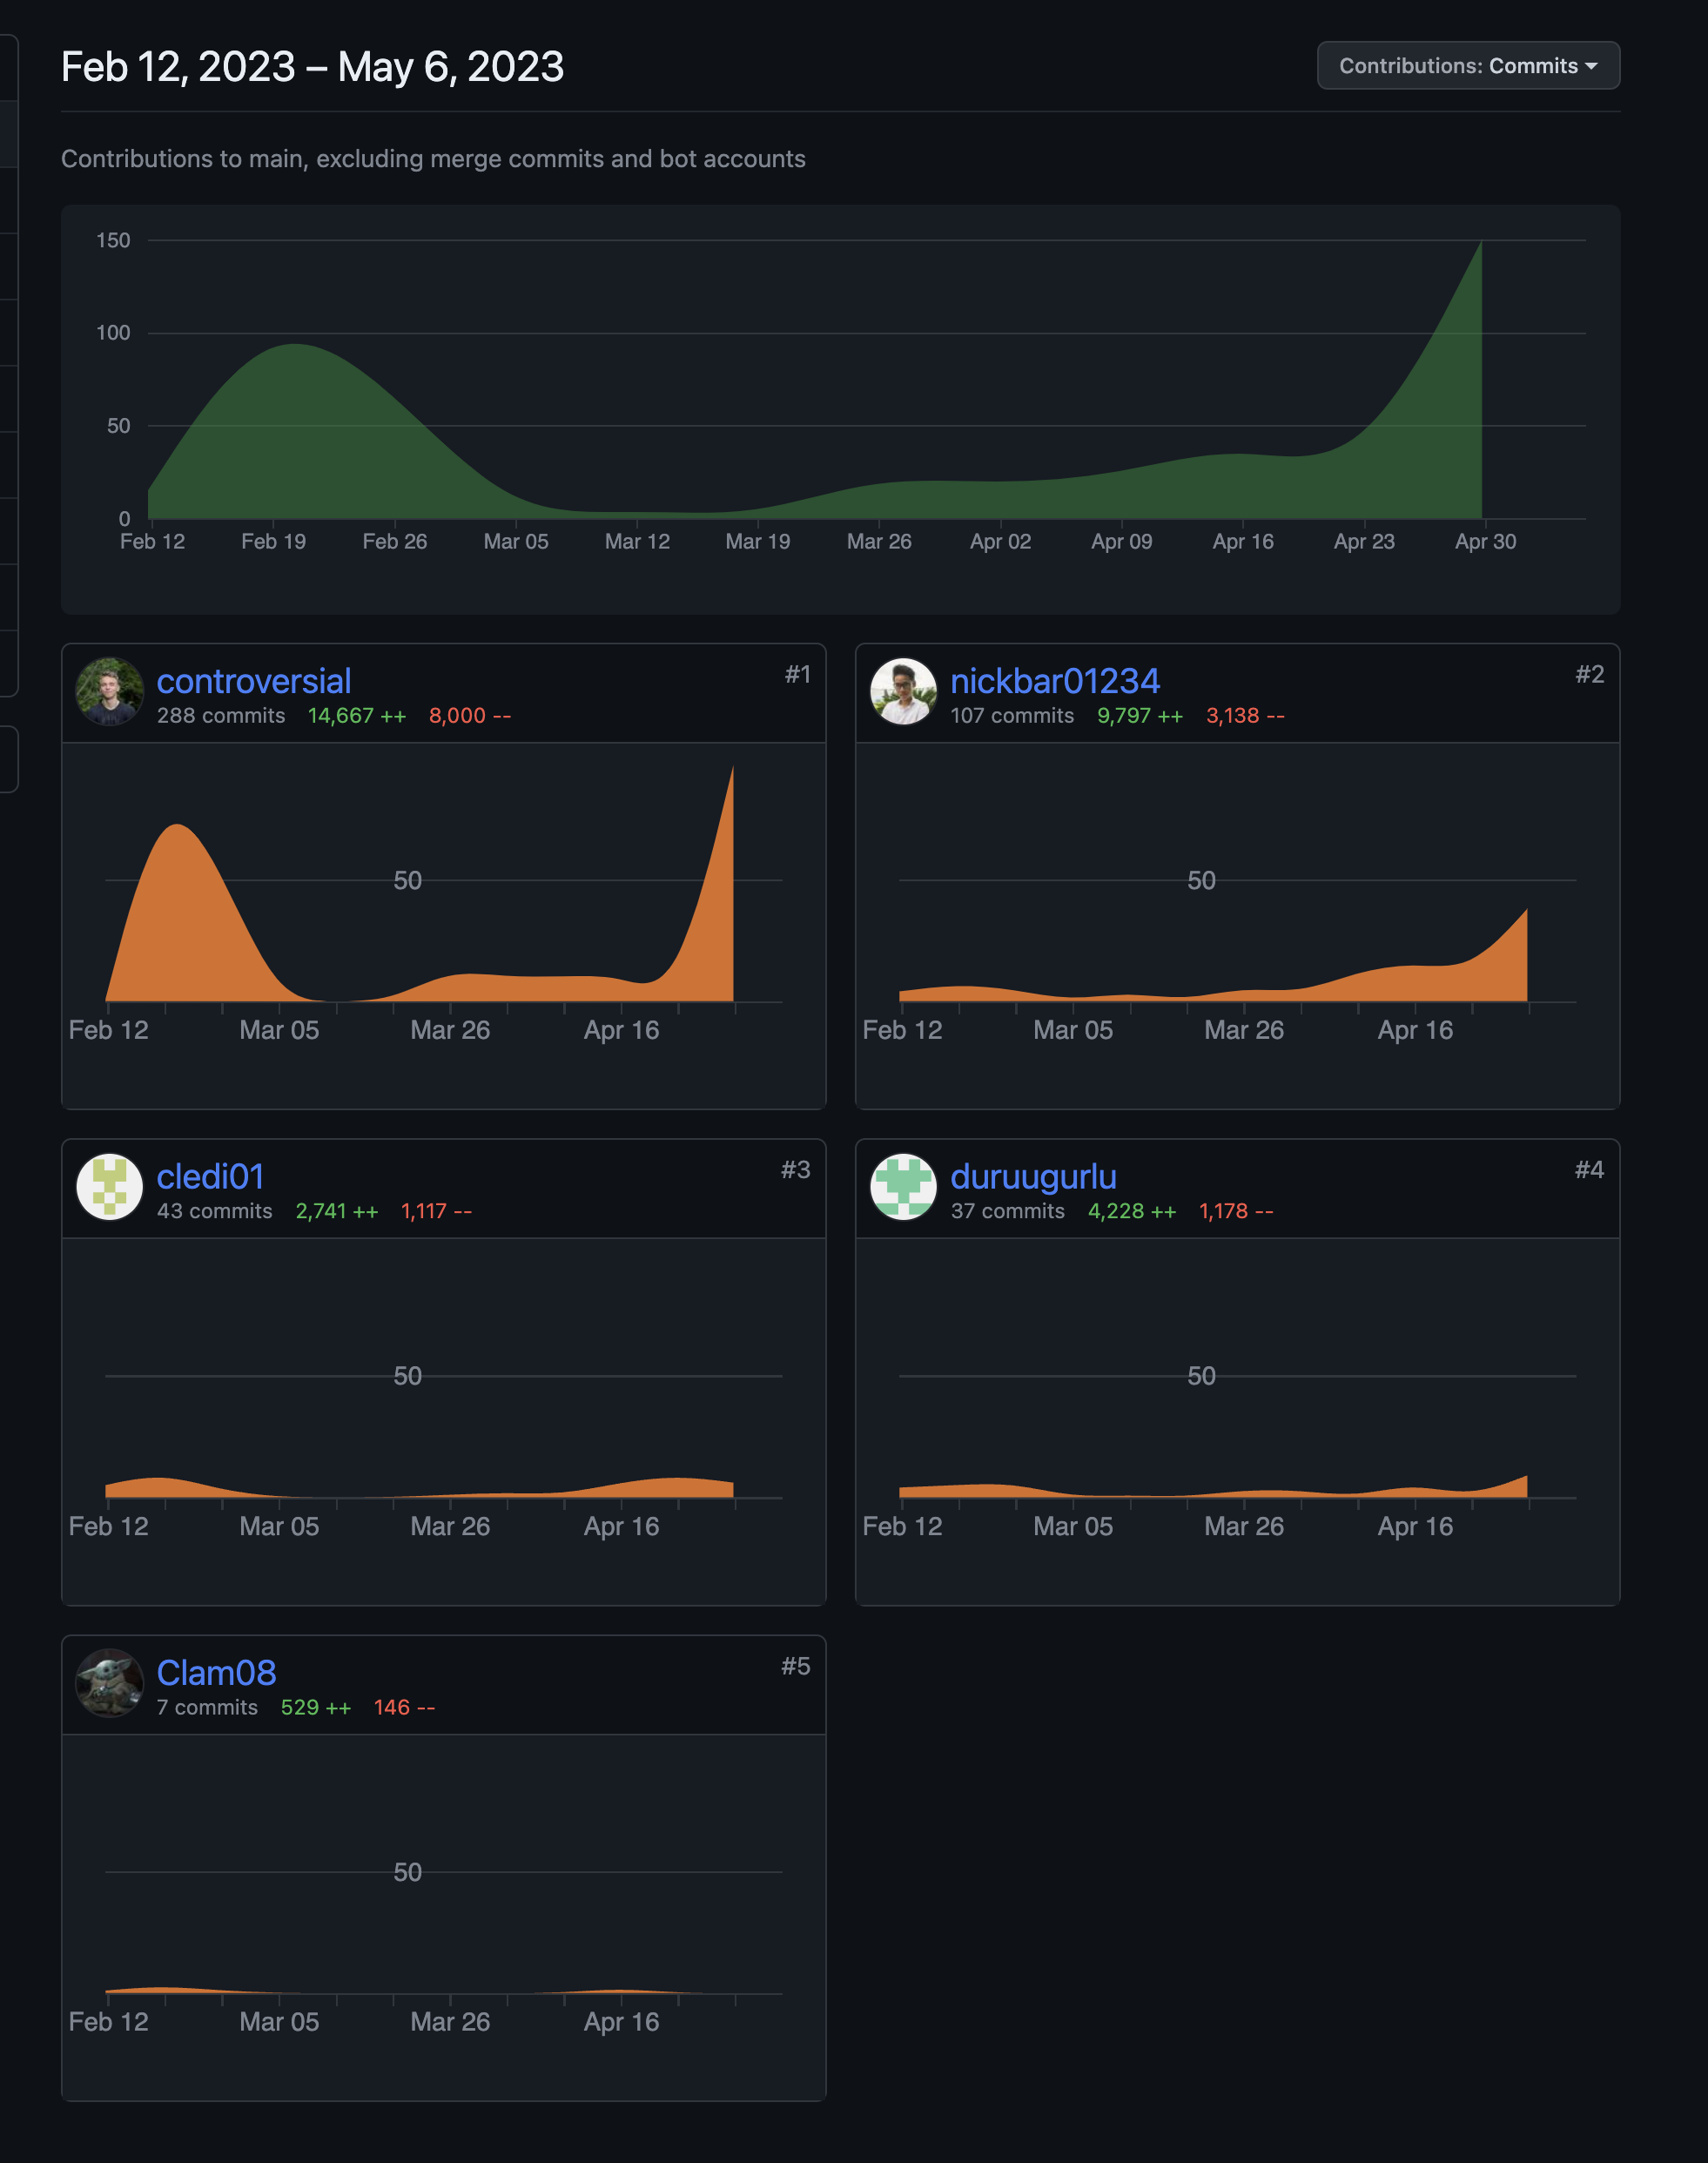 Feb 12, 2023 – May 6, 2023
Contributions: Commits
Contributions to main, excluding merge commits and bot accounts
150
100
50
0
Feb 12 Feb 19 Feb 26 Mar 05 Mar 12 Mar 19 Mar 26 Apr 02 Apr 09 Apr 16 Apr 23 Apr 30
controversial #1
288 commits 14,667 ++ 8,000 --
50
Feb 12 Mar 05 Mar 26 Apr 16
nickbar01234 #2
107 commits 9,797 ++ 3,138 --
50
Feb 12 Mar 05 Mar 26 Apr 16
cledi01 #3
43 commits 2,741 ++ 1,117 --
50
Feb 12 Mar 05 Mar 26 Apr 16
duruugurlu #4
37 commits 4,228 ++ 1,178 --
50
Feb 12 Mar 05 Mar 26 Apr 16
Clam08 #5
7 commits 529 ++ 146 --
50
Feb 12 Mar 05 Mar 26 Apr 16